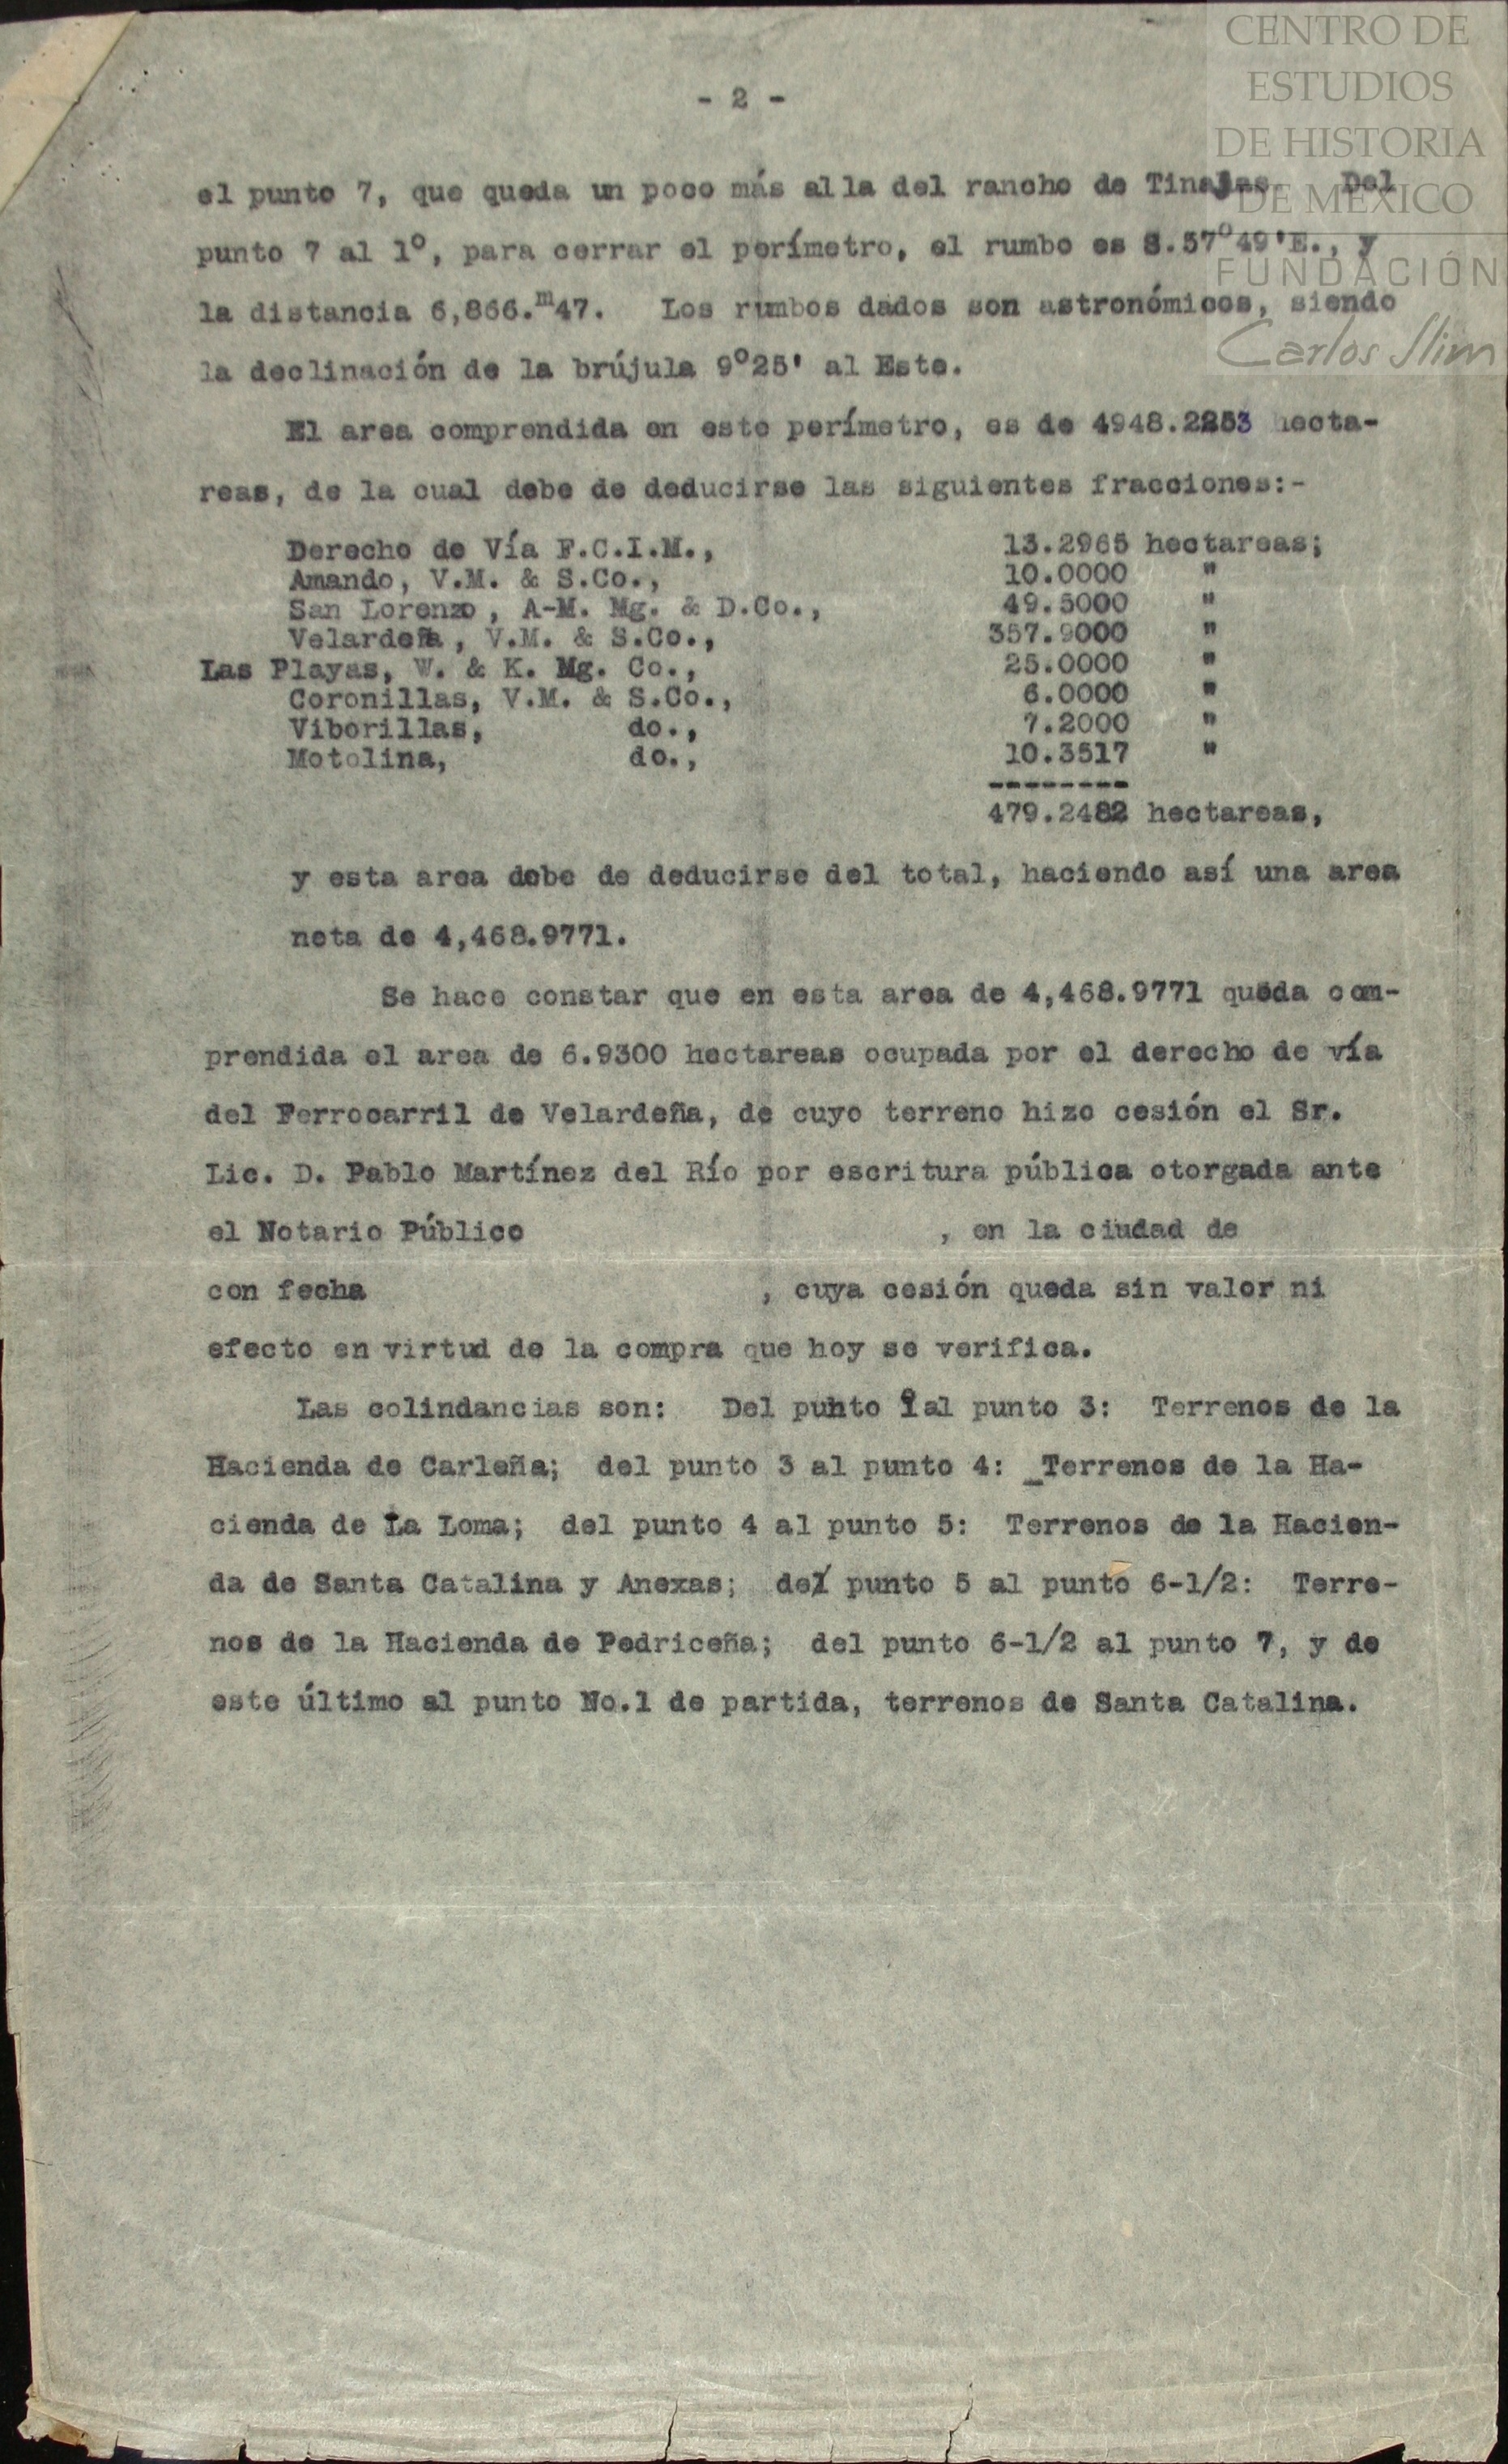 CENTRO DE
ESTUDIOS
DE HISTORIA
DE MÉXICO
FUNDACIÓN
Carlos Slim
- 2 -
el punto 7, que queda un poco más alla del rancho de Tinajas. Del
punto 7 al 1º, para cerrar el perímetro, el rumbo es S.57º49'E., y
la distancia 6,866.m47. Los rumbos dados son astronómicos, siendo
la declinación de la brújula 9º25' al Este.
El area comprendida en este perímetro, es de 4948.2253 hecta-
reas, de la cual debe de deducirse las siguientes fracciones:-
Derecho de Vía F.C.I.M., 13.2965 hectareas;
Amando, V.M. & S.Co., 10.0000 "
San Lorenzo, A-M. Mg. & D.Co., 49.5000 "
Velardeña, V.M. & S.Co., 357.9000 "
Las Playas, W. & K. Mg. Co., 25.0000 "
Coronillas, V.M. & S.Co., 6.0000 "
Viborillas, do., 7.2000 "
Motolina, do., 10.3517 "
--------
479.2482 hectareas,
y esta area debe de deducirse del total, haciendo así una area
neta de 4,468.9771.
Se hace constar que en esta area de 4,468.9771 queda com-
prendida el area de 6.9300 hectareas ocupada por el derecho de vía
del Ferrocarril de Velardeña, de cuyo terreno hizo cesión el Sr.
Lic. D. Pablo Martínez del Río por escritura pública otorgada ante
el Notario Público , en la ciudad de
con fecha , cuya cesión queda sin valor ni
efecto en virtud de la compra que hoy se verifica.
Las colindancias son: Del punto 1º al punto 3: Terrenos de la
Hacienda de Carleña; del punto 3 al punto 4: _Terrenos de la Ha-
cienda de La Loma; del punto 4 al punto 5: Terrenos de la Hacien-
da de Santa Catalina y Anexas; del punto 5 al punto 6-1/2: Terre-
nos de la Hacienda de Pedriceña; del punto 6-1/2 al punto 7, y de
este último al punto No.1 de partida, terrenos de Santa Catalina.